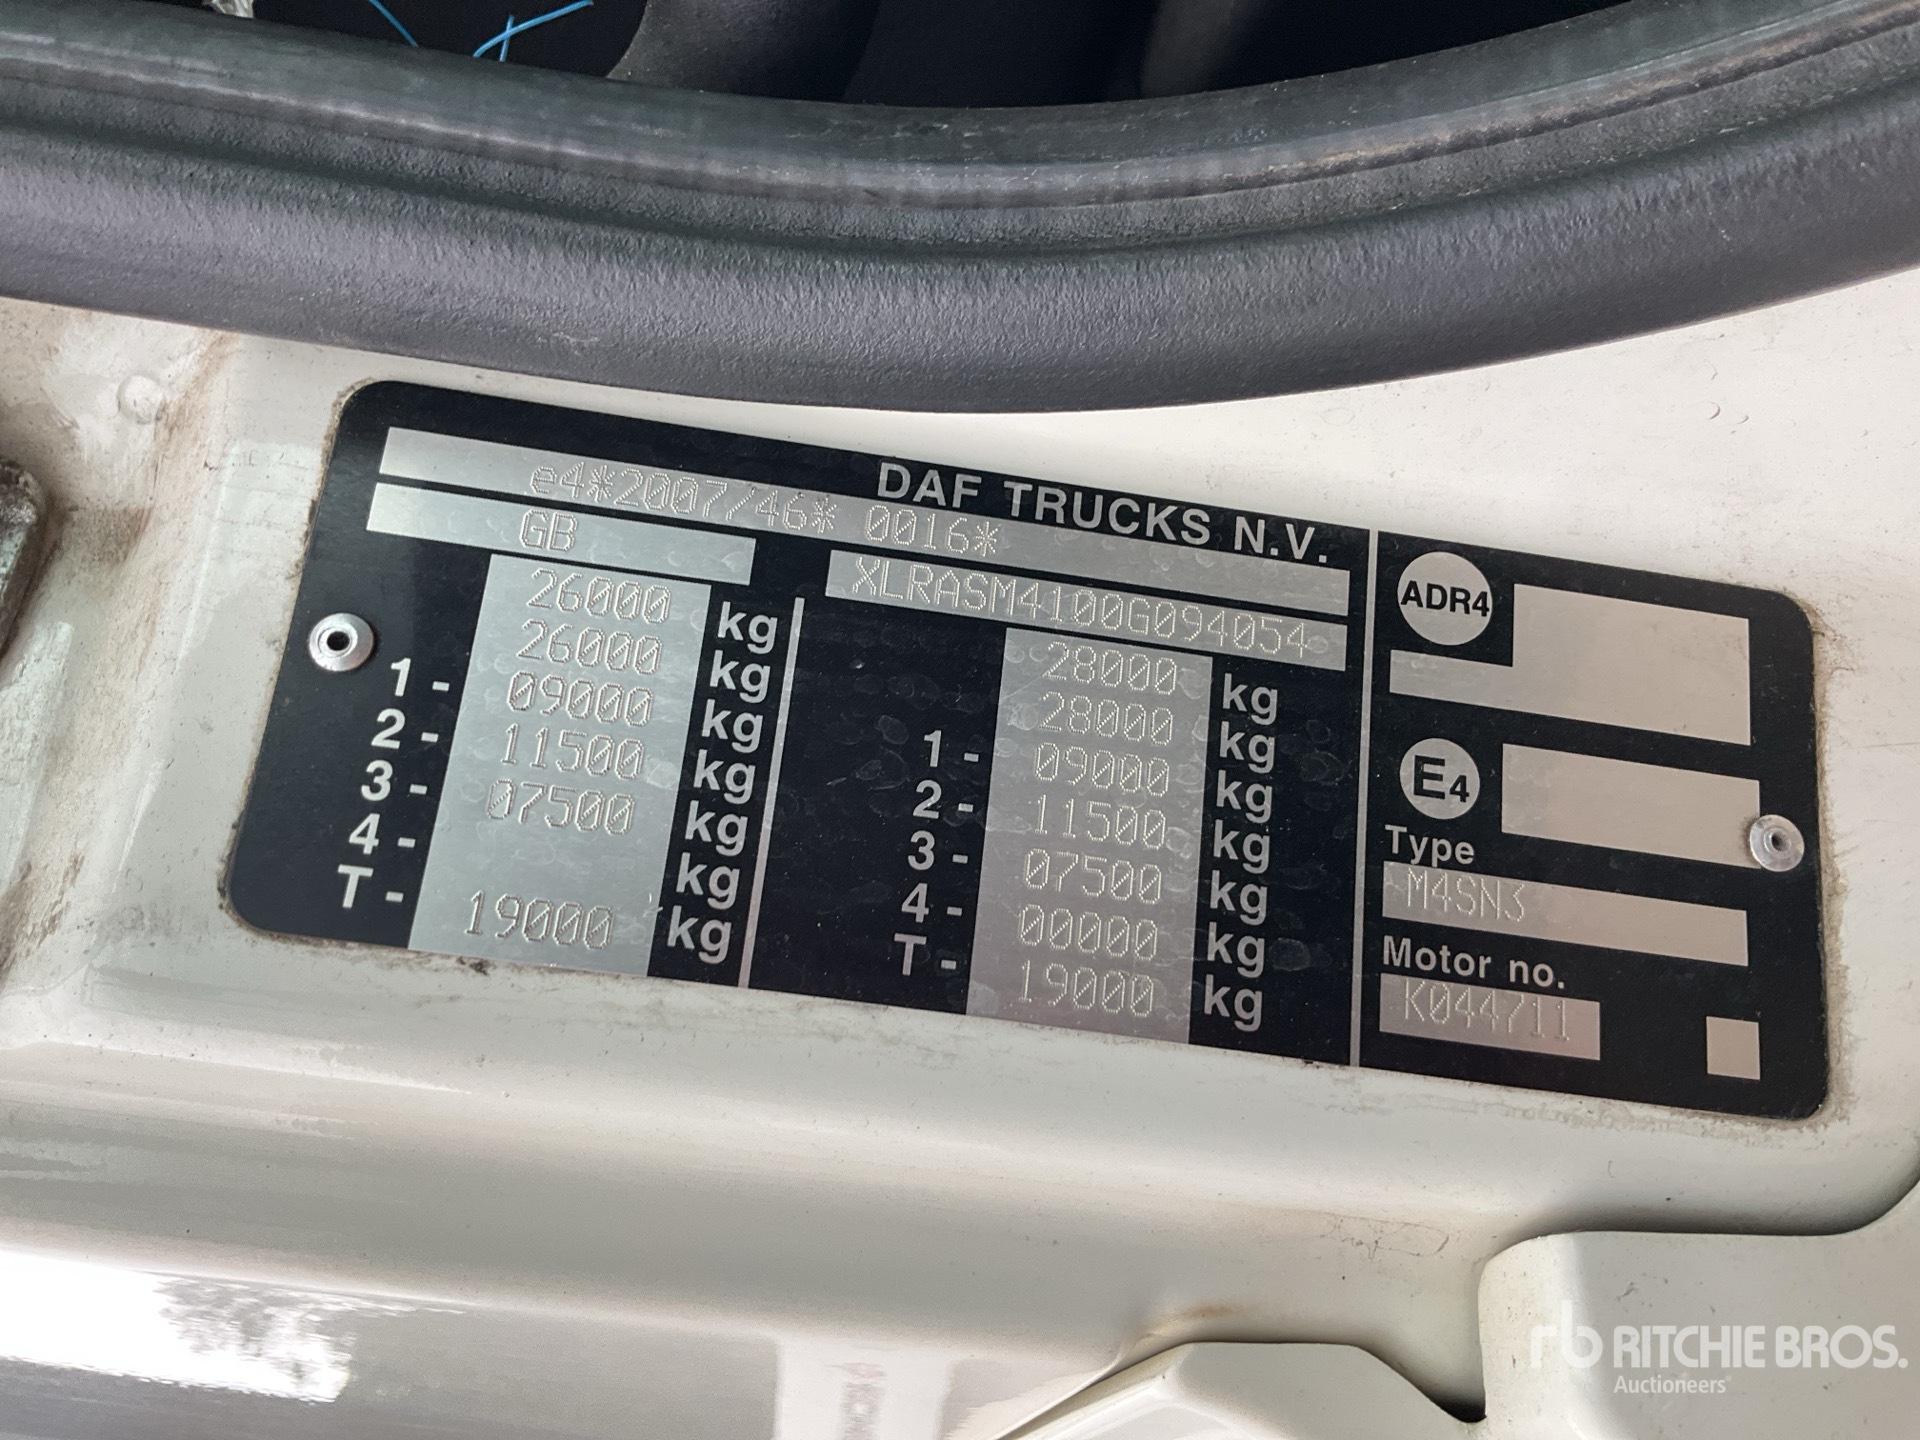 DAF TRUCKS N.V.
e4*2007/46* 0016*
GB
XLRASM4100G094054
26000 kg
26000 kg
1- 09000 kg
2- 11500 kg
3- 07500 kg
4- kg
T- 19000 kg
28000 kg
28000 kg
1- 09000 kg
2- 11500 kg
3- 07500 kg
4- 00000 kg
T- 19000 kg
ADR4
E4
Type
M4SN3
Motor no.
K044711
rb RITCHIE BROS.
Auctioneers